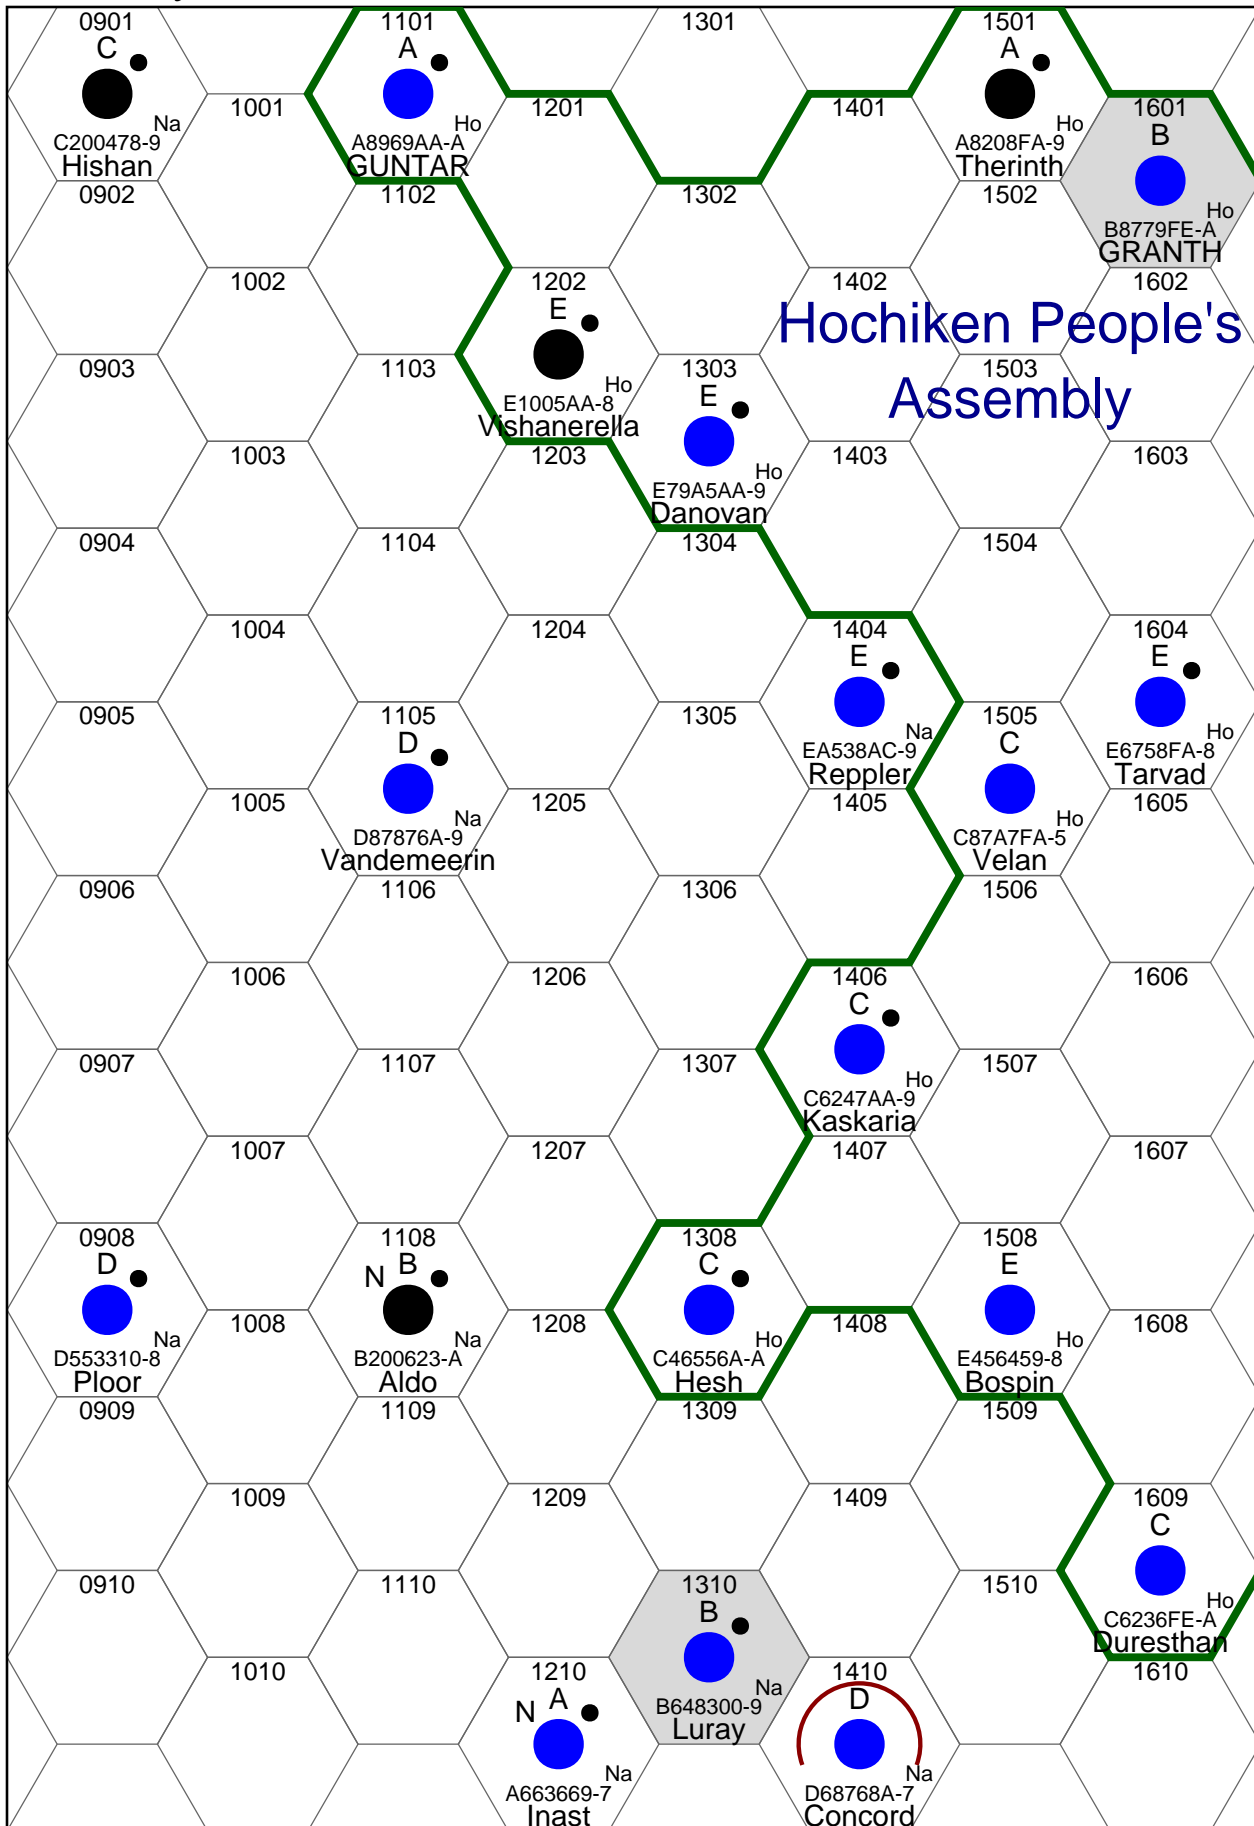 0901 1101 1301 1501
C A A
1001 1201 1401 1601
Na Ho Ho B
C200478-9 A8969AA-A A8208FA-9
Hishan GUNTAR Therinth
0902 1102 1302 1502
Ho
B8779FE-A
GRANTH
1002 1202 1402 1602
E
Hochiken People's
0903 1103 1303 1503
Ho E
E1005AA-8
Assembly
Vishanerella
1003 1203 1403 1603
Ho
E79A5AA-9
Danovan
0904 1104 1304 1504
1004 1204 1404 1604
E E
0905 1105 1305 1505
D Na C Ho
EA538AC-9 E6758FA-8
Reppler Tarvad
1005 1205 1405 1605
Na Ho
D87876A-9 C87A7FA-5
Vandemeerin Velan
0906 1106 1306 1506
1006 1206 1406 1606
C
0907 1107 1307 1507
Ho
C6247AA-9
Kaskaria
1007 1207 1407 1607
0908 1108 1308 1508
D N B C E
1008 1208 1408 1608
Na Na Ho Ho
D553310-8 B200623-A C46556A-A E456459-8
Ploor Aldo Hesh Bospin
0909 1109 1309 1509
1009 1209 1409 1609
C
0910 1110 1310 1510
B Ho
C6236FE-A
Duresthan
1010 1210 1410 1610
N A Na D
B648300-9
Luray
Na Na
A663669-7 D68768A-7
Inast Concord